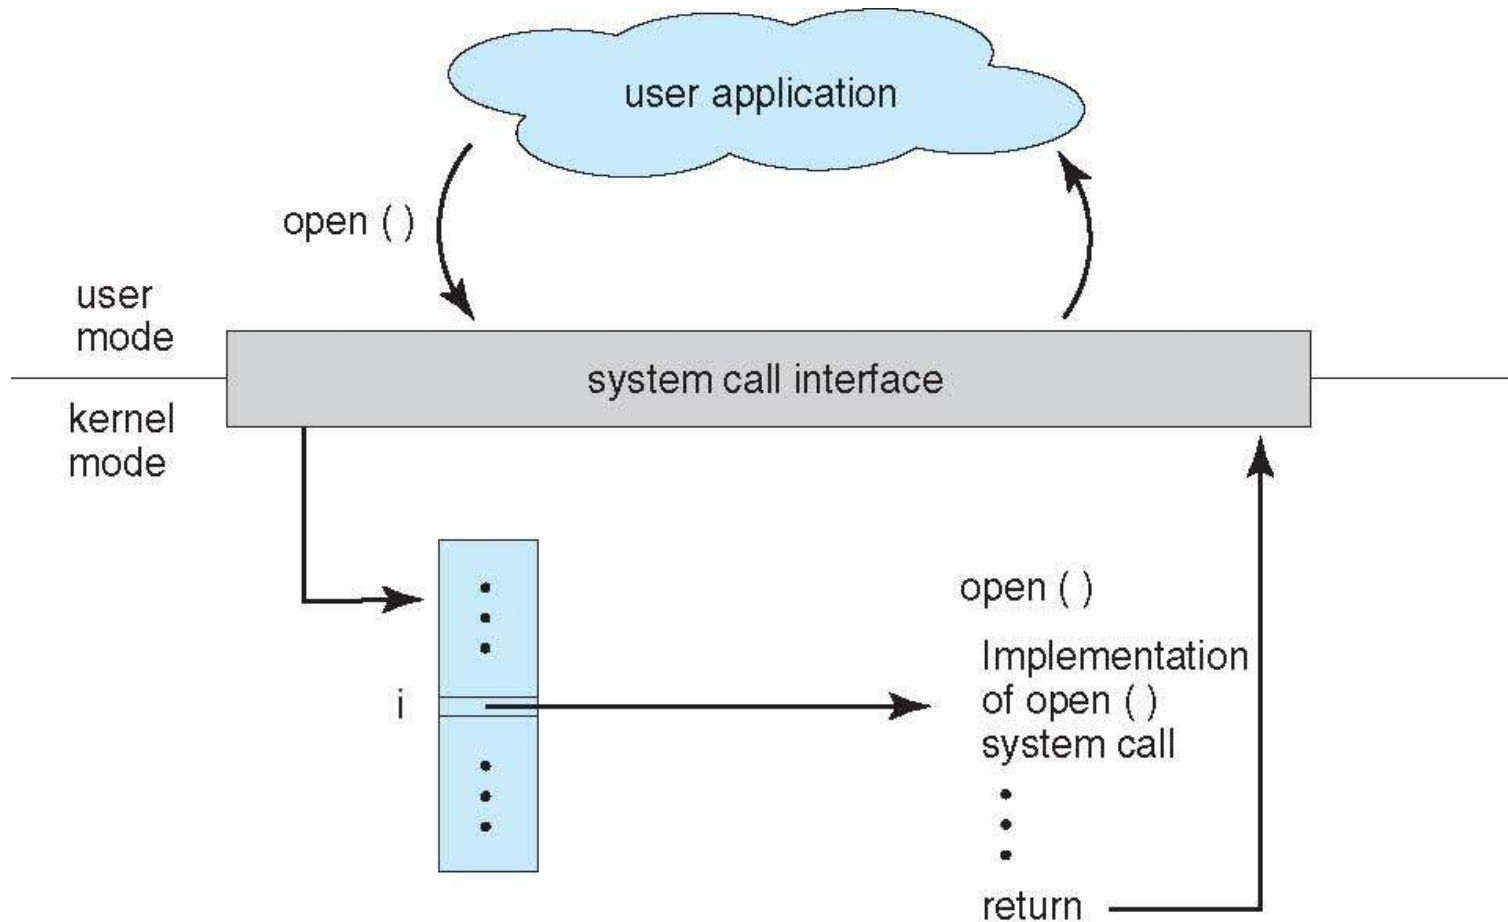 user application
open ( )
user
mode
system call interface
kernel
mode
open ( )
Implementation
of open ( )
system call
i
return